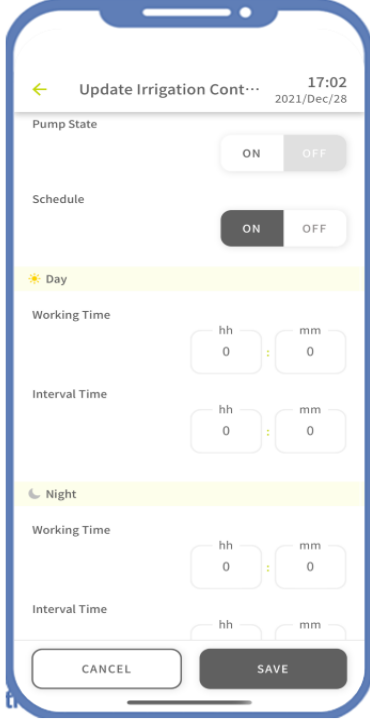 17:02
← Update Irrigation Cont···
2021/Dec/28
Pump State
ON OFF
Schedule
ON OFF
Day
Working Time
hh mm
0 : 0
Interval Time
hh mm
0 : 0
Night
Working Time
hh mm
0 : 0
Interval Time
hh mm
CANCEL SAVE